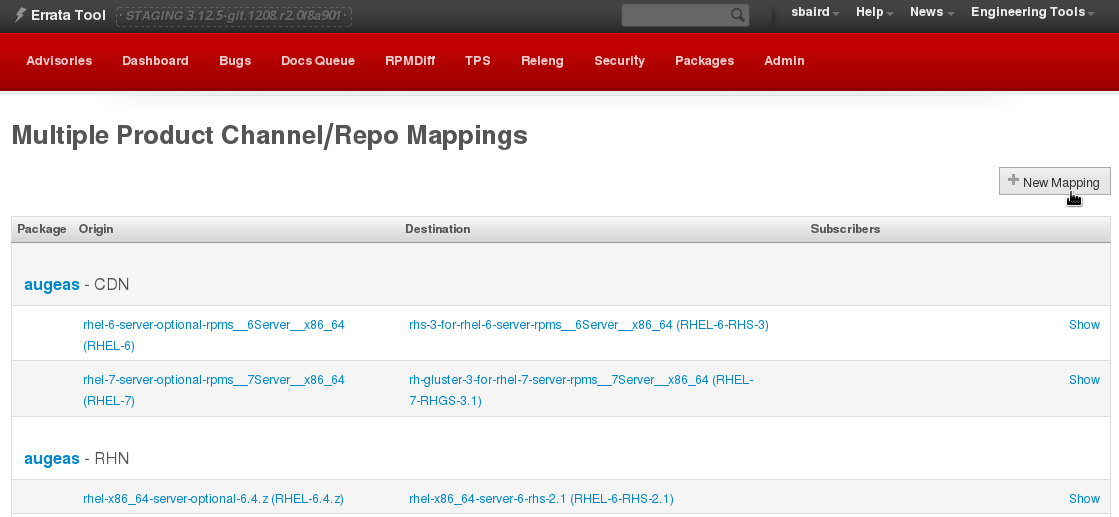 Errata Tool · STAGING 3.12.5-git.1208.r2.0f8a901 · sbaird Help News Engineering Tools
Advisories Dashboard Bugs Docs Queue RPMDiff TPS Releng Security Packages Admin
Multiple Product Channel/Repo Mappings
New Mapping
Package Origin Destination Subscribers
augeas - CDN
rhel-6-server-optional-rpms__6Server__x86_64 rhs-3-for-rhel-6-server-rpms__6Server__x86_64 (RHEL-6-RHS-3) Show
(RHEL-6)
rhel-7-server-optional-rpms__7Server__x86_64 rh-gluster-3-for-rhel-7-server-rpms__7Server__x86_64 (RHEL- Show
(RHEL-7) 7-RHGS-3.1)
augeas - RHN
rhel-x86_64-server-optional-6.4.z (RHEL-6.4.z) rhel-x86_64-server-6-rhs-2.1 (RHEL-6-RHS-2.1) Show